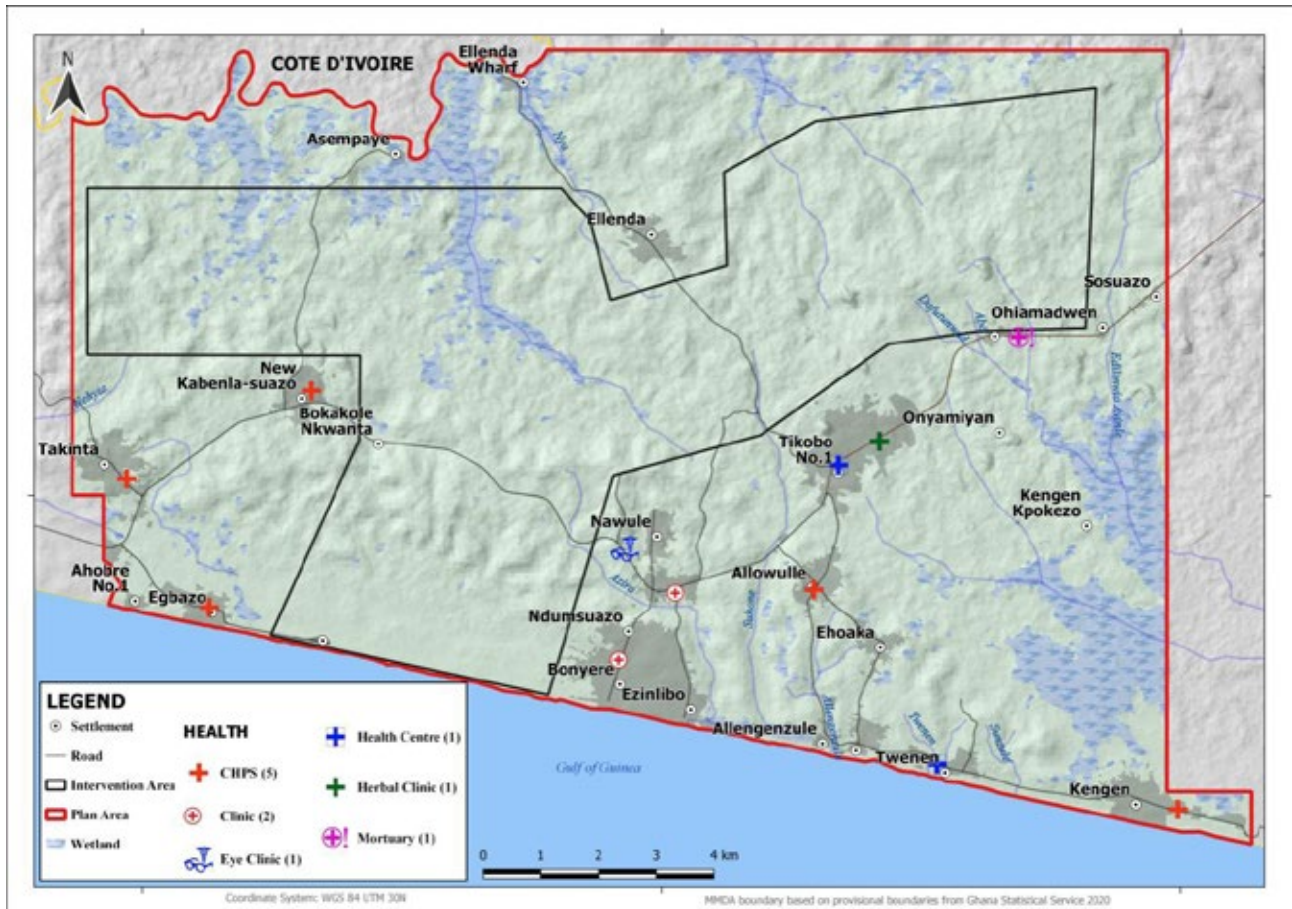 N
COTE D'IVOIRE
Ellenda
Wharf
Asempaye
Nya
Ellenda
Sosuazo
Ohiamadwen
New
Kabenla-suazo
Bokakole
Nkwanta
Onyamiyan
Takinta
Tikobo
No.1
Kengen
Kpokezo
Nawule
Ahobre
No.1
Allowulle
Egbazo
Ndumsuazo
Ehoaka
Bonyere
Ezinlibo
Allengenzule
Twenen
Twenen
Kengen
Gulf of Guinea
LEGEND
Settlement
Road
Intervention Area
Plan Area
Wetland
HEALTH
CHPS (5)
Clinic (2)
Eye Clinic (1)
Health Centre (1)
Herbal Clinic (1)
Mortuary (1)
0 1 2 3 4 km
Coordinate System: WGS 84 UTM 30N
MMDA boundary based on provisional boundaries from Ghana Statistical Service 2020